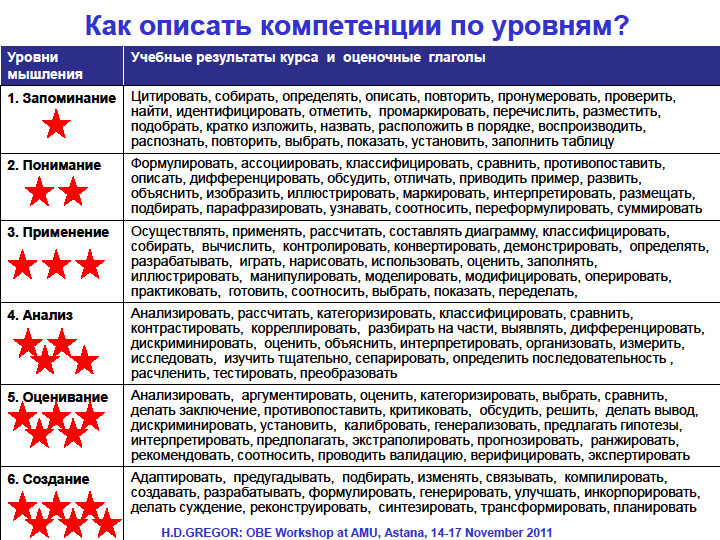 Как описать компетенции по уровням?
Уровни мышления
Учебные результаты курса и оценочные глаголы
1. Запоминание
Цитировать, собирать, определять, описать, повторить, пронумеровать, проверить,
найти, идентифицировать, отметить, промаркировать, перечислить, разместить,
подобрать, кратко изложить, назвать, расположить в порядке, воспроизводить,
распознать, повторить, выбрать, показать, установить, заполнить таблицу
2. Понимание
Формулировать, ассоциировать, классифицировать, сравнить, противопоставить,
описать, дифференцировать, обсудить, отличать, приводить пример, развить,
объяснить, изобразить, иллюстрировать, маркировать, интерпретировать, размещать,
подбирать, парафразировать, узнавать, соотносить, переформулировать, суммировать
3. Применение
Осуществлять, применять, рассчитать, составлять диаграмму, классифицировать,
собирать, вычислить, контролировать, конвертировать, демонстрировать, определять,
разрабатывать, играть, нарисовать, использовать, оценить, заполнять,
иллюстрировать, манипулировать, моделировать, модифицировать, оперировать,
практиковать, готовить, соотносить, выбрать, показать, переделать,
4. Анализ
Анализировать, рассчитать, категоризировать, классифицировать, сравнить,
контрастировать, коррелировать, разбирать на части, выявлять, дифференцировать,
дискриминировать, оценить, объяснить, интерпретировать, организовать, измерить,
исследовать, изучить тщательно, сепарировать, определить последовательность ,
расчленить, тестировать, преобразовать
5. Оценивание
Анализировать, аргументировать, оценить, категоризировать, выбрать, сравнить,
делать заключение, противопоставить, критиковать, обсудить, решить, делать вывод,
дискриминировать, установить, калибровать, генерализовать, предлагать гипотезы,
интерпретировать, предполагать, экстраполировать, прогнозировать, ранжировать,
рекомендовать, соотносить, проводить валидацию, верифицировать, экспертировать
6. Создание
Адаптировать, предугадывать, подбирать, изменять, связывать, компилировать,
создавать, разрабатывать, формулировать, генерировать, улучшать, инкорпорировать,
делать суждение, реконструировать, синтезировать, трансформировать, планировать
H.D.GREGOR: OBE Workshop at AMU, Astana, 14-17 November 2011